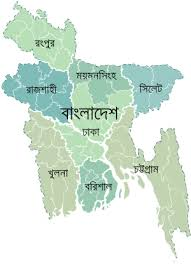 রংপুর
ময়মনসিংহ
সিলেট
রাজশাহী
বাংলাদেশ
ঢাকা
খুলনা
বরিশাল
চট্টগ্রাম